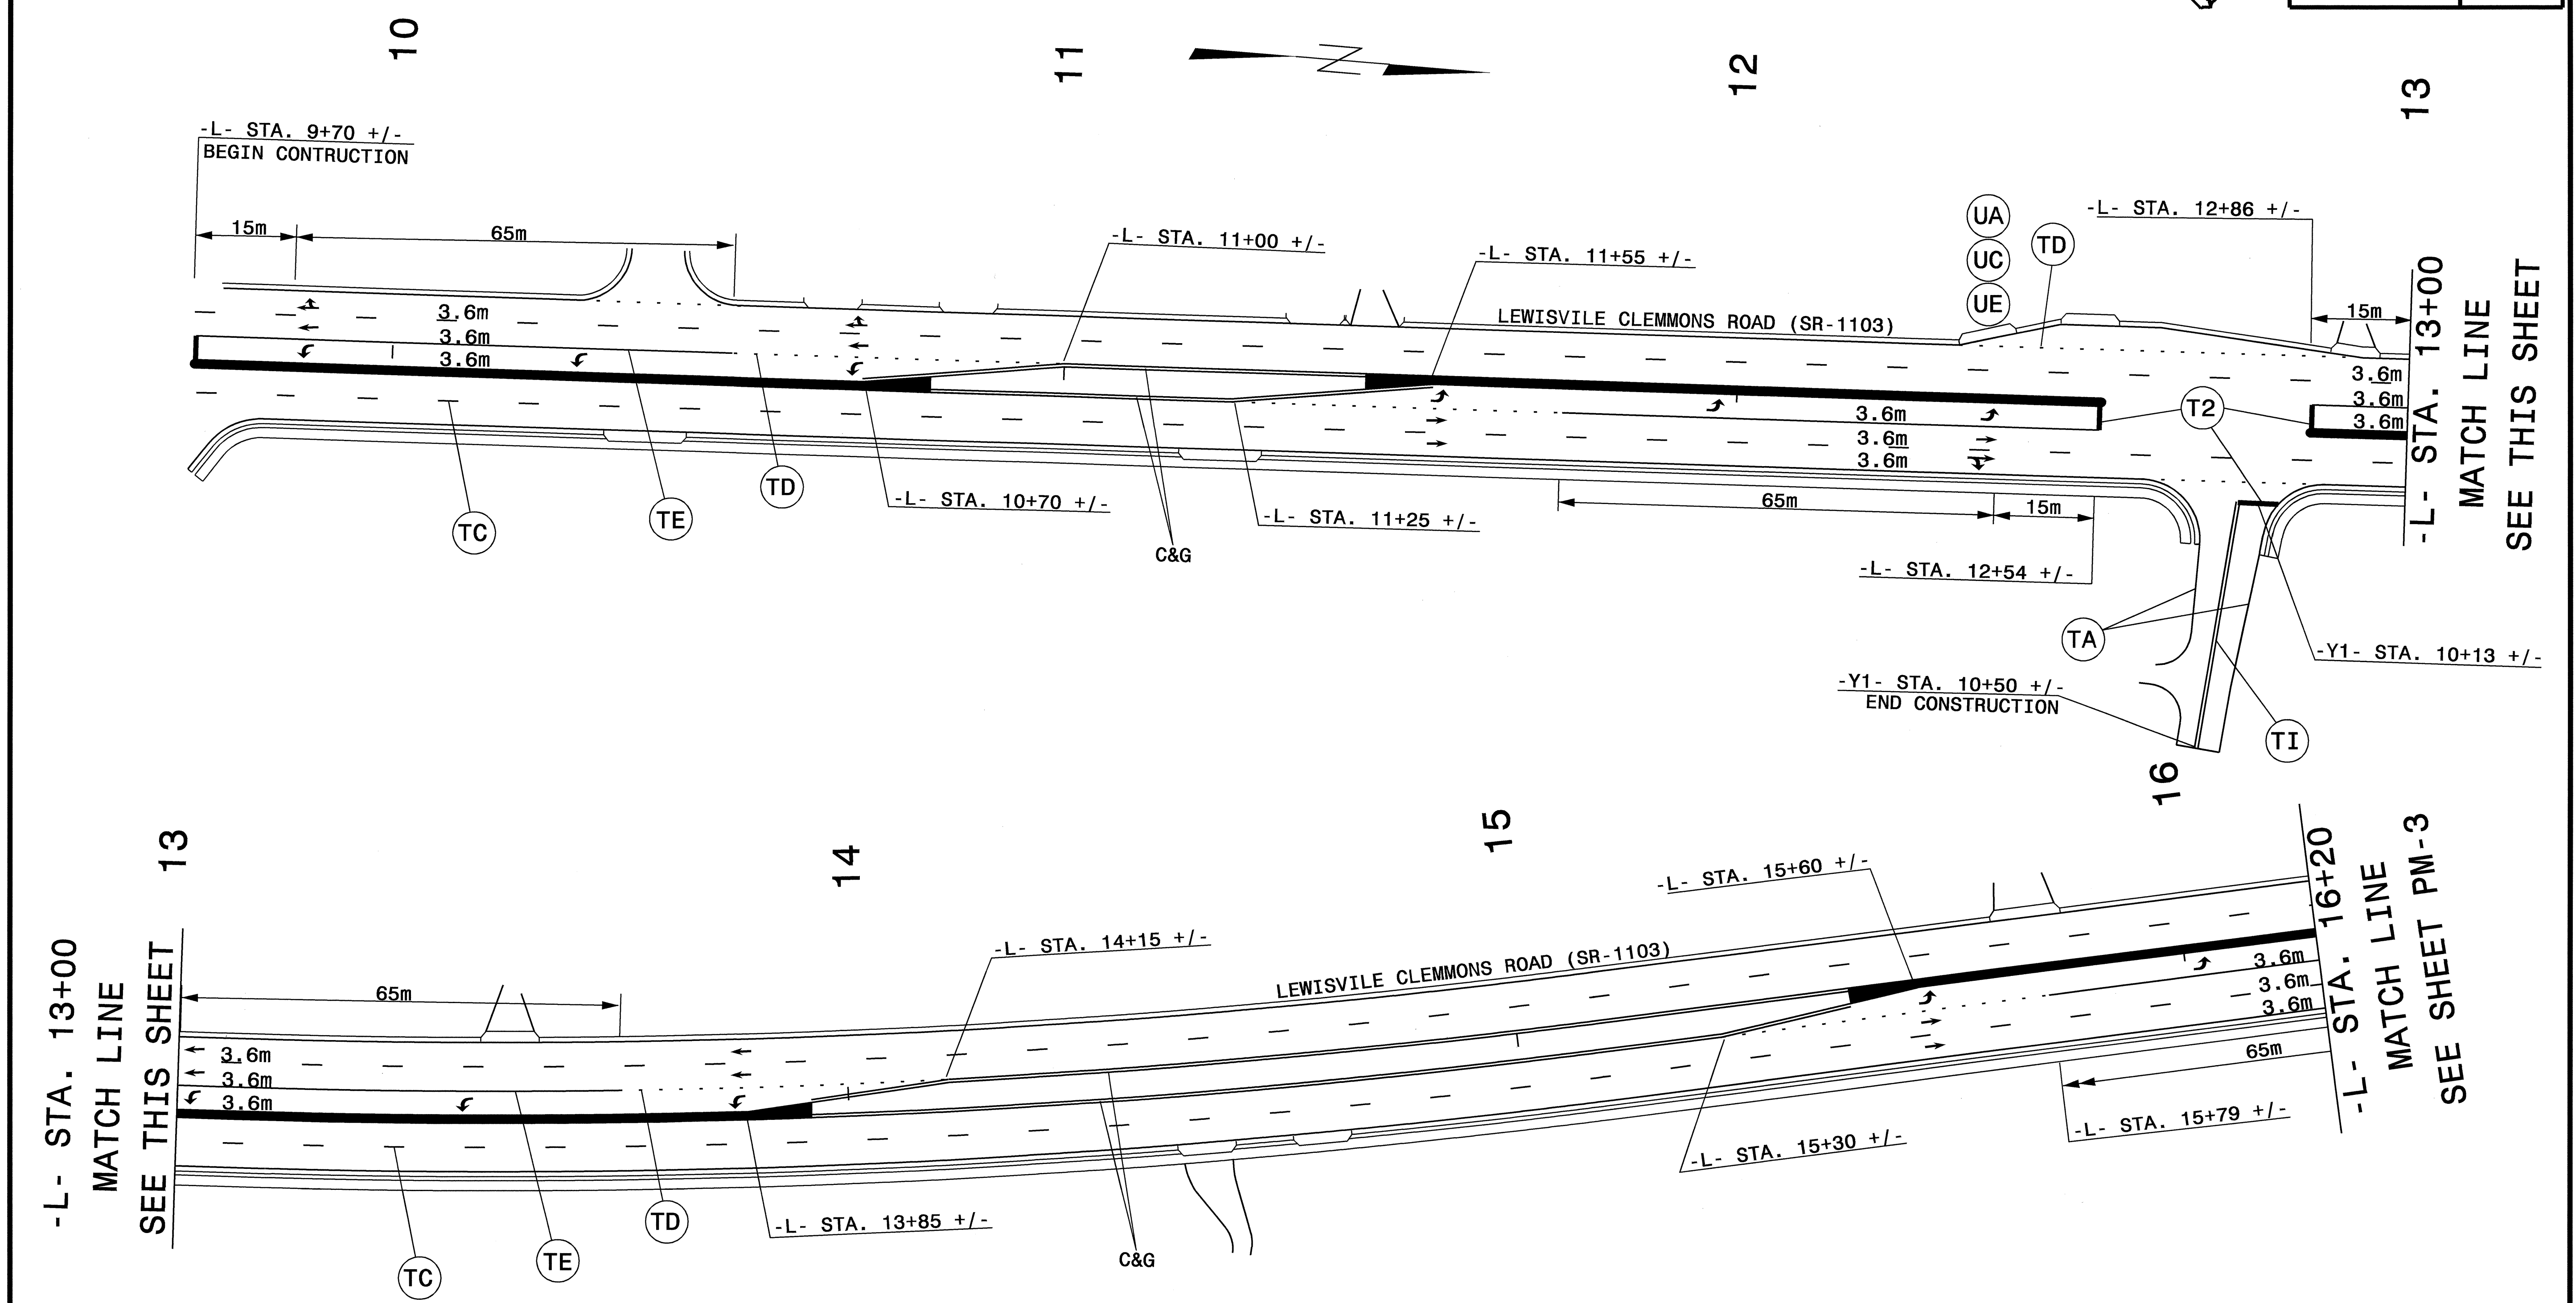 10
11
12
13
-L- STA. 9+70 +/-
BEGIN CONTRUCTION
15m
65m
-L- STA. 11+00 +/-
-L- STA. 11+55 +/-
UA
UC
UE
TD
-L- STA. 12+86 +/-
15m
LEWISVILE CLEMMONS ROAD (SR-1103)
3.6m
3.6m
3.6m
3.6m
3.6m
3.6m
3.6m
3.6m
3.6m
T2
-L- STA. 13+00
MATCH LINE
SEE THIS SHEET
TC
TE
TD
-L- STA. 10+70 +/-
C&G
-L- STA. 11+25 +/-
65m
15m
-L- STA. 12+54 +/-
TA
-Y1- STA. 10+13 +/-
-Y1- STA. 10+50 +/-
END CONSTRUCTION
TI
13
14
15
16
-L- STA. 13+00
MATCH LINE
SEE THIS SHEET
65m
-L- STA. 14+15 +/-
LEWISVILE CLEMMONS ROAD (SR-1103)
-L- STA. 15+60 +/-
3.6m
3.6m
3.6m
3.6m
3.6m
3.6m
-L- STA. 16+20
MATCH LINE
SEE SHEET PM-3
65m
-L- STA. 15+79 +/-
-L- STA. 15+30 +/-
TC
TE
TD
-L- STA. 13+85 +/-
C&G